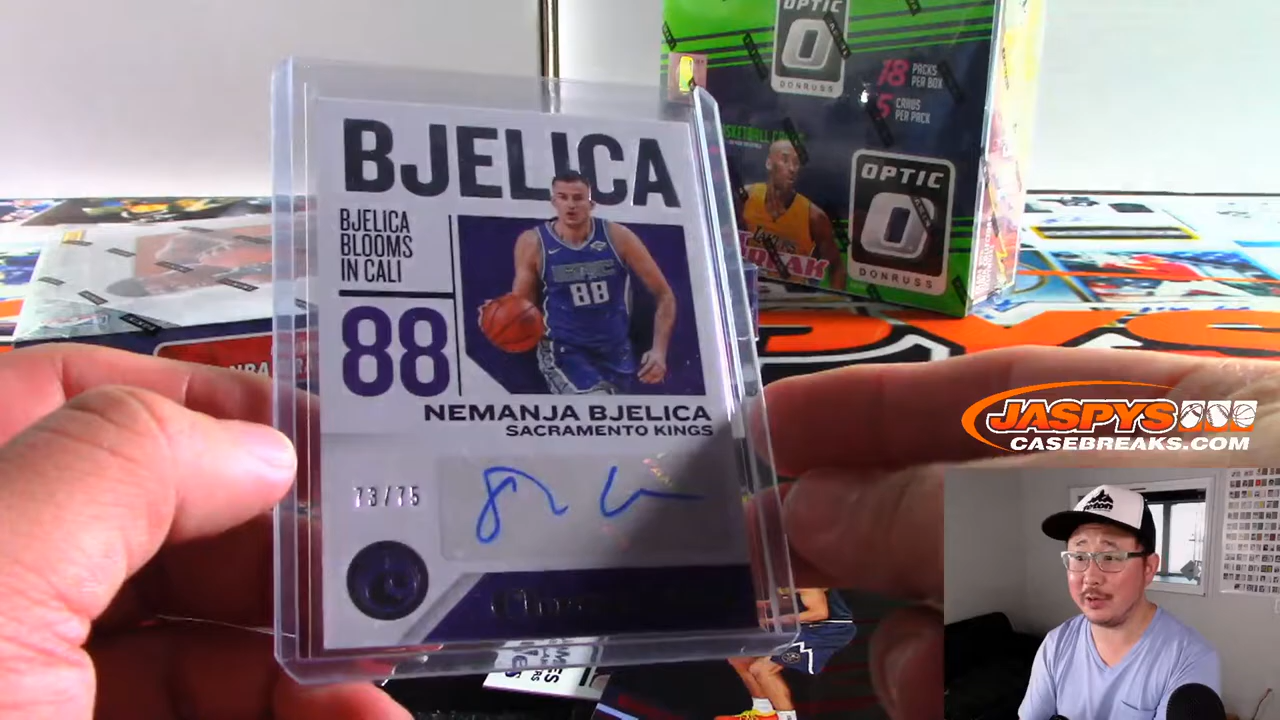 BJELICA
BJELICA
BLOOMS
IN CALI
88
88
NEMANJA BJELICA
SACRAMENTO KINGS
73/75
OPTIC
DONRUSS
18 PACKS
PER BOX
5 CARDS
PER PACK
OPTIC
DONRUSS
NBA
JASPYS
CASEBREAKS.COM